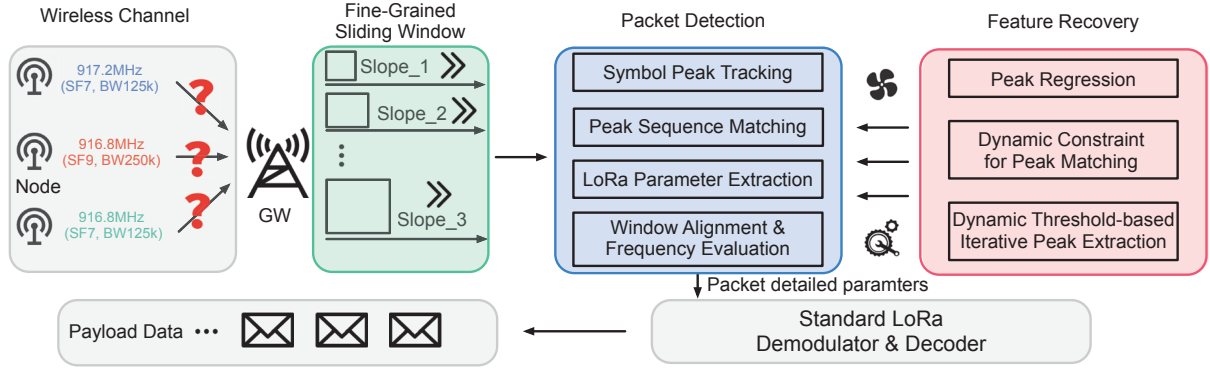 Wireless Channel
917.2MHz
(SF7, BW125k)
916.8MHz
(SF9, BW250k)
Node
916.8MHz
(SF7, BW125k)
?
?
?
GW
Fine-Grained
Sliding Window
Slope_1
Slope_2
Slope_3
Packet Detection
Symbol Peak Tracking
Peak Sequence Matching
LoRa Parameter Extraction
Window Alignment &
Frequency Evaluation
Feature Recovery
Peak Regression
Dynamic Constraint
for Peak Matching
Dynamic Threshold-based
Iterative Peak Extraction
Packet detailed paramters
Standard LoRa
Demodulator & Decoder
Payload Data ...